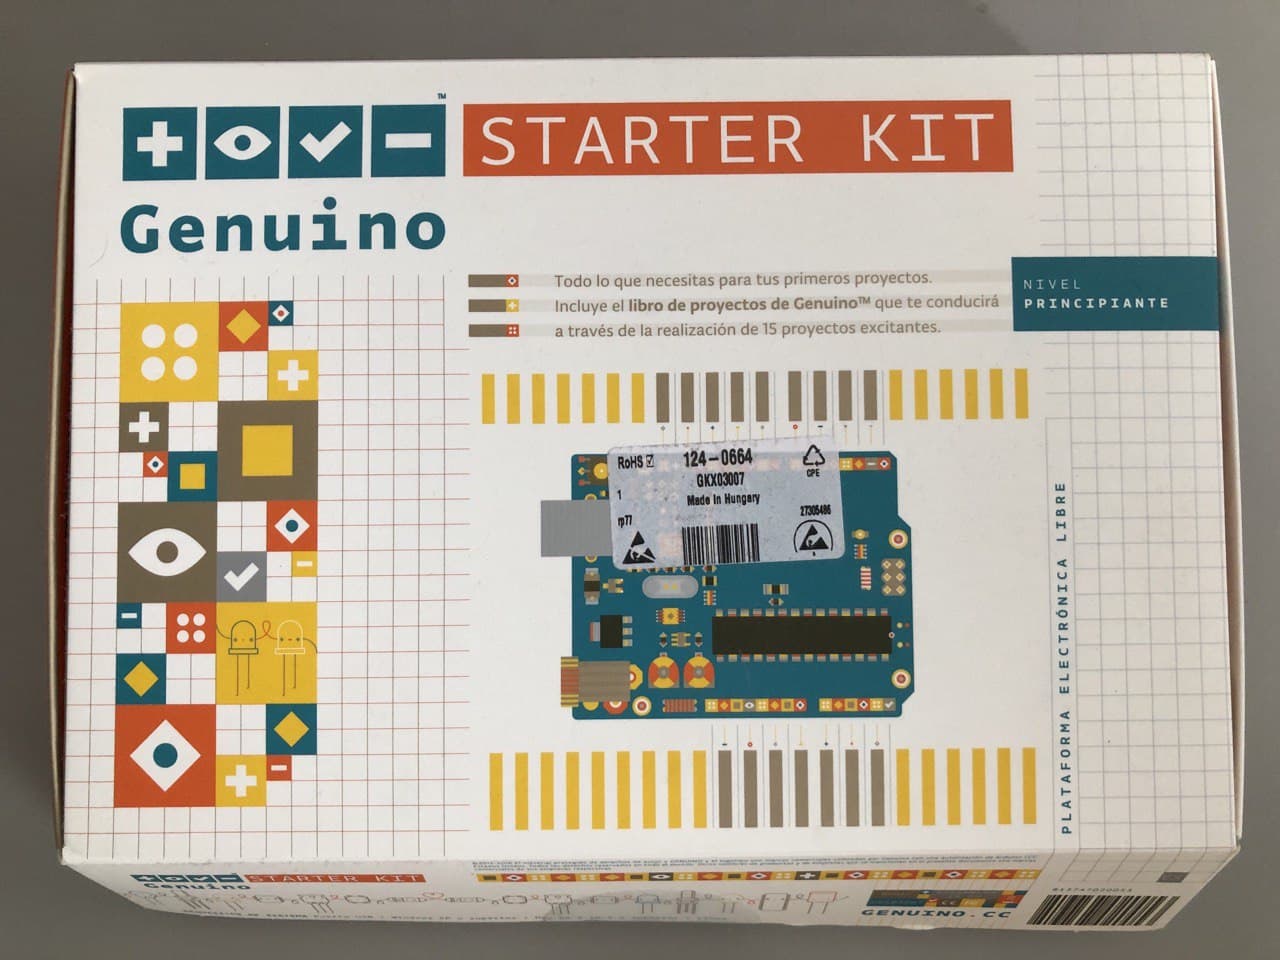 ™
STARTER KIT
Genuino
Todo lo que necesitas para tus primeros proyectos.
Incluye el libro de proyectos de Genuino™ que te conducirá
a través de la realización de 15 proyectos excitantes.
NIVEL
PRINCIPIANTE
RoHS
124-0664
GKX03007
Made in Hungary
1
rp77
27305486
PLATAFORMA ELECTRÓNICA LIBRE
Genuino
STARTER KIT
GENUINO.CC